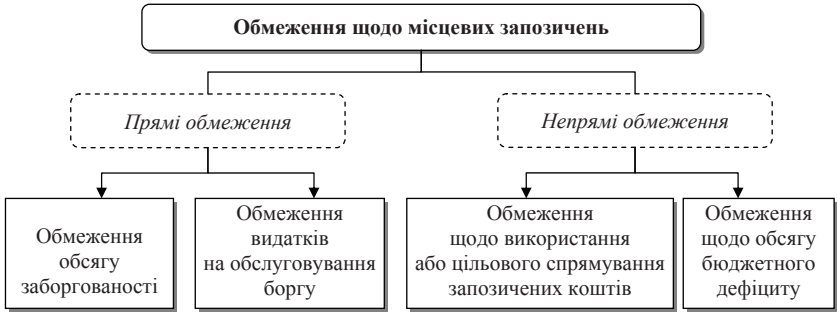 Обмеження щодо місцевих запозичень
Прямі обмеження
Непрямі обмеження
Обмеження
обсягу
заборгованості
Обмеження
видатків
на обслуговування
боргу
Обмеження
щодо використання
або цільового спрямування
запозичених коштів
Обмеження
щодо обсягу
бюджетного
дефіциту